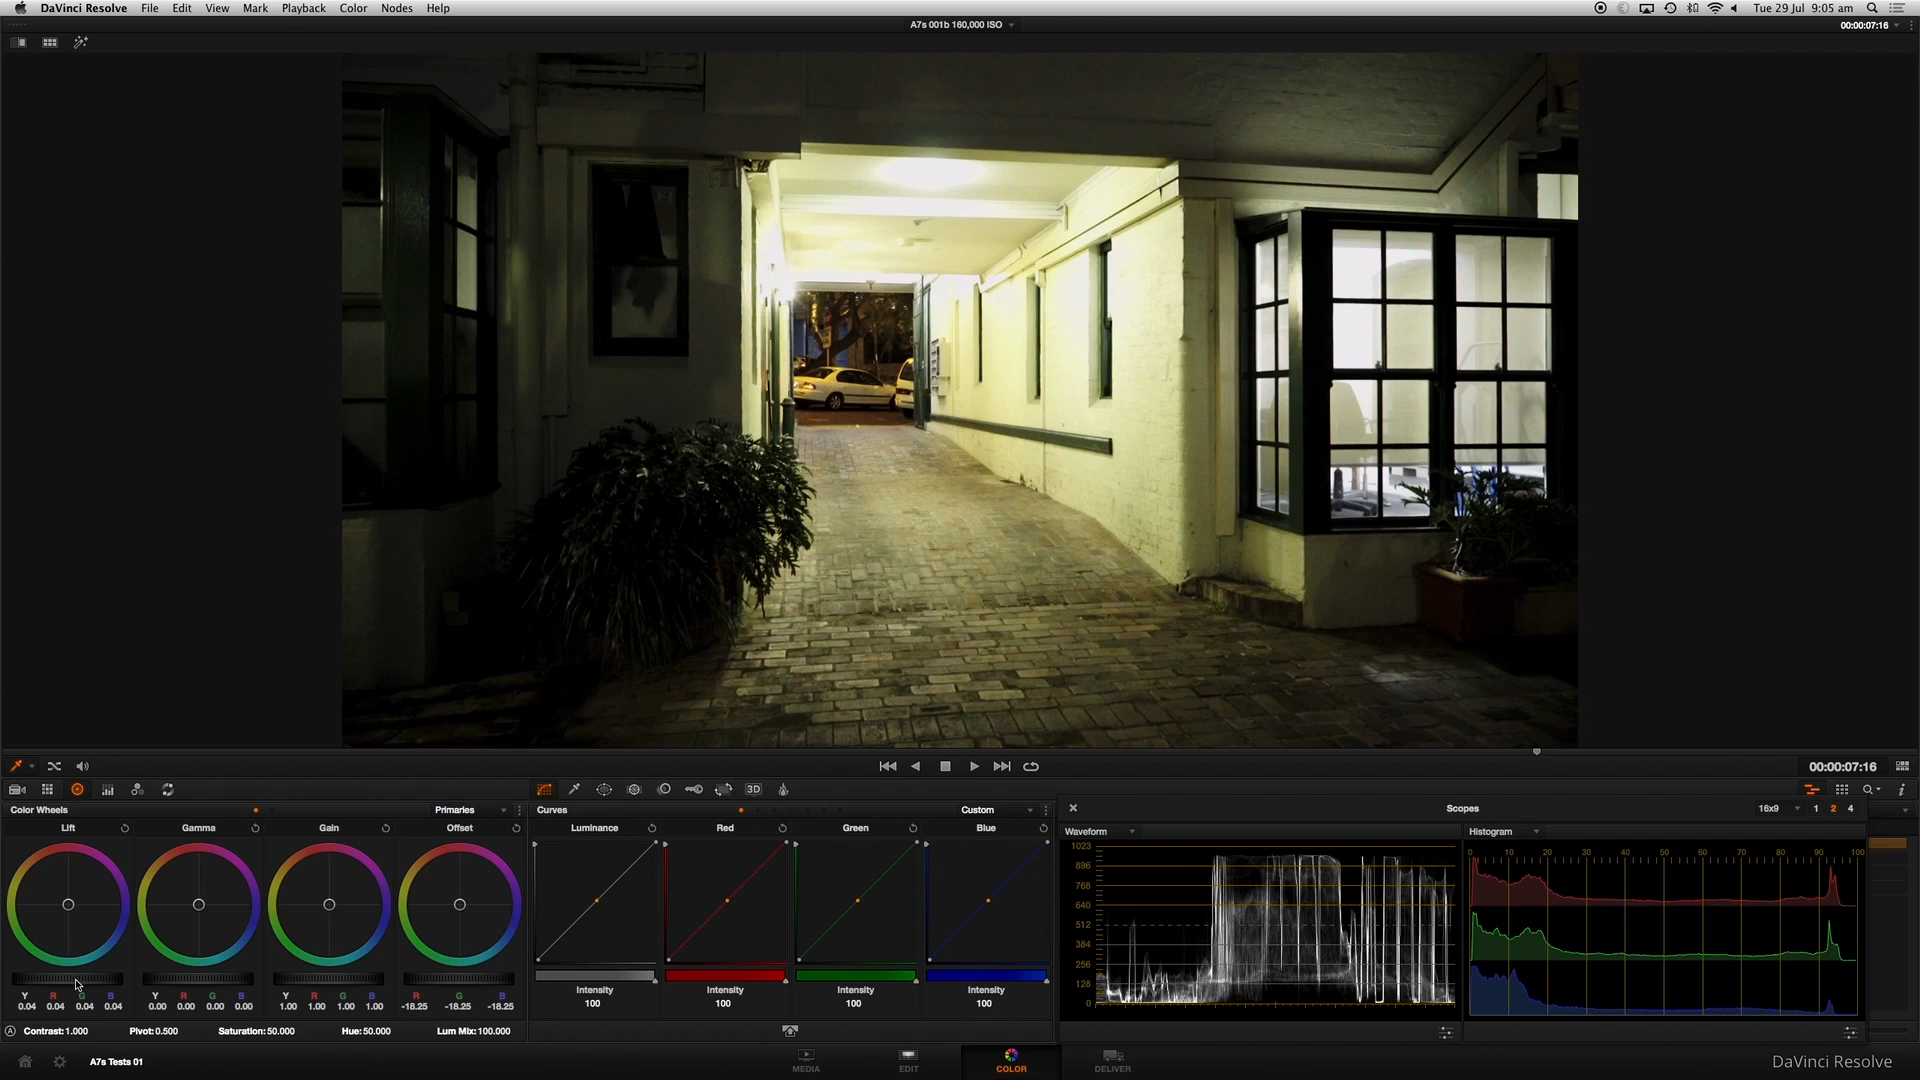 DaVinci Resolve File Edit View Mark Playback Color Nodes Help Tue 29 Jul 9:05 am
A7s 001b 160,000 ISO 00:00:07:16
00:00:07:16
3D
Color Wheels Primaries Curves Custom Scopes 16x9 1 2 4
Lift Gamma Gain Offset Luminance Red Green Blue Waveform Histogram
1023
896
768
640
512
384
256
128
0
0 10 20 30 40 50 60 70 80 90 100
Y R G B Y R G B Y R G B R G B Intensity Intensity Intensity Intensity
0.04 0.04 0.04 0.04 0.00 0.00 0.00 0.00 1.00 1.00 1.00 1.00 -18.25 -18.25 -18.25 100 100 100 100
A Contrast:1.000 Pivot:0.500 Saturation:50.000 Hue:50.000 Lum Mix:100.000
A7s Tests 01 MEDIA EDIT COLOR DELIVER DaVinci Resolve